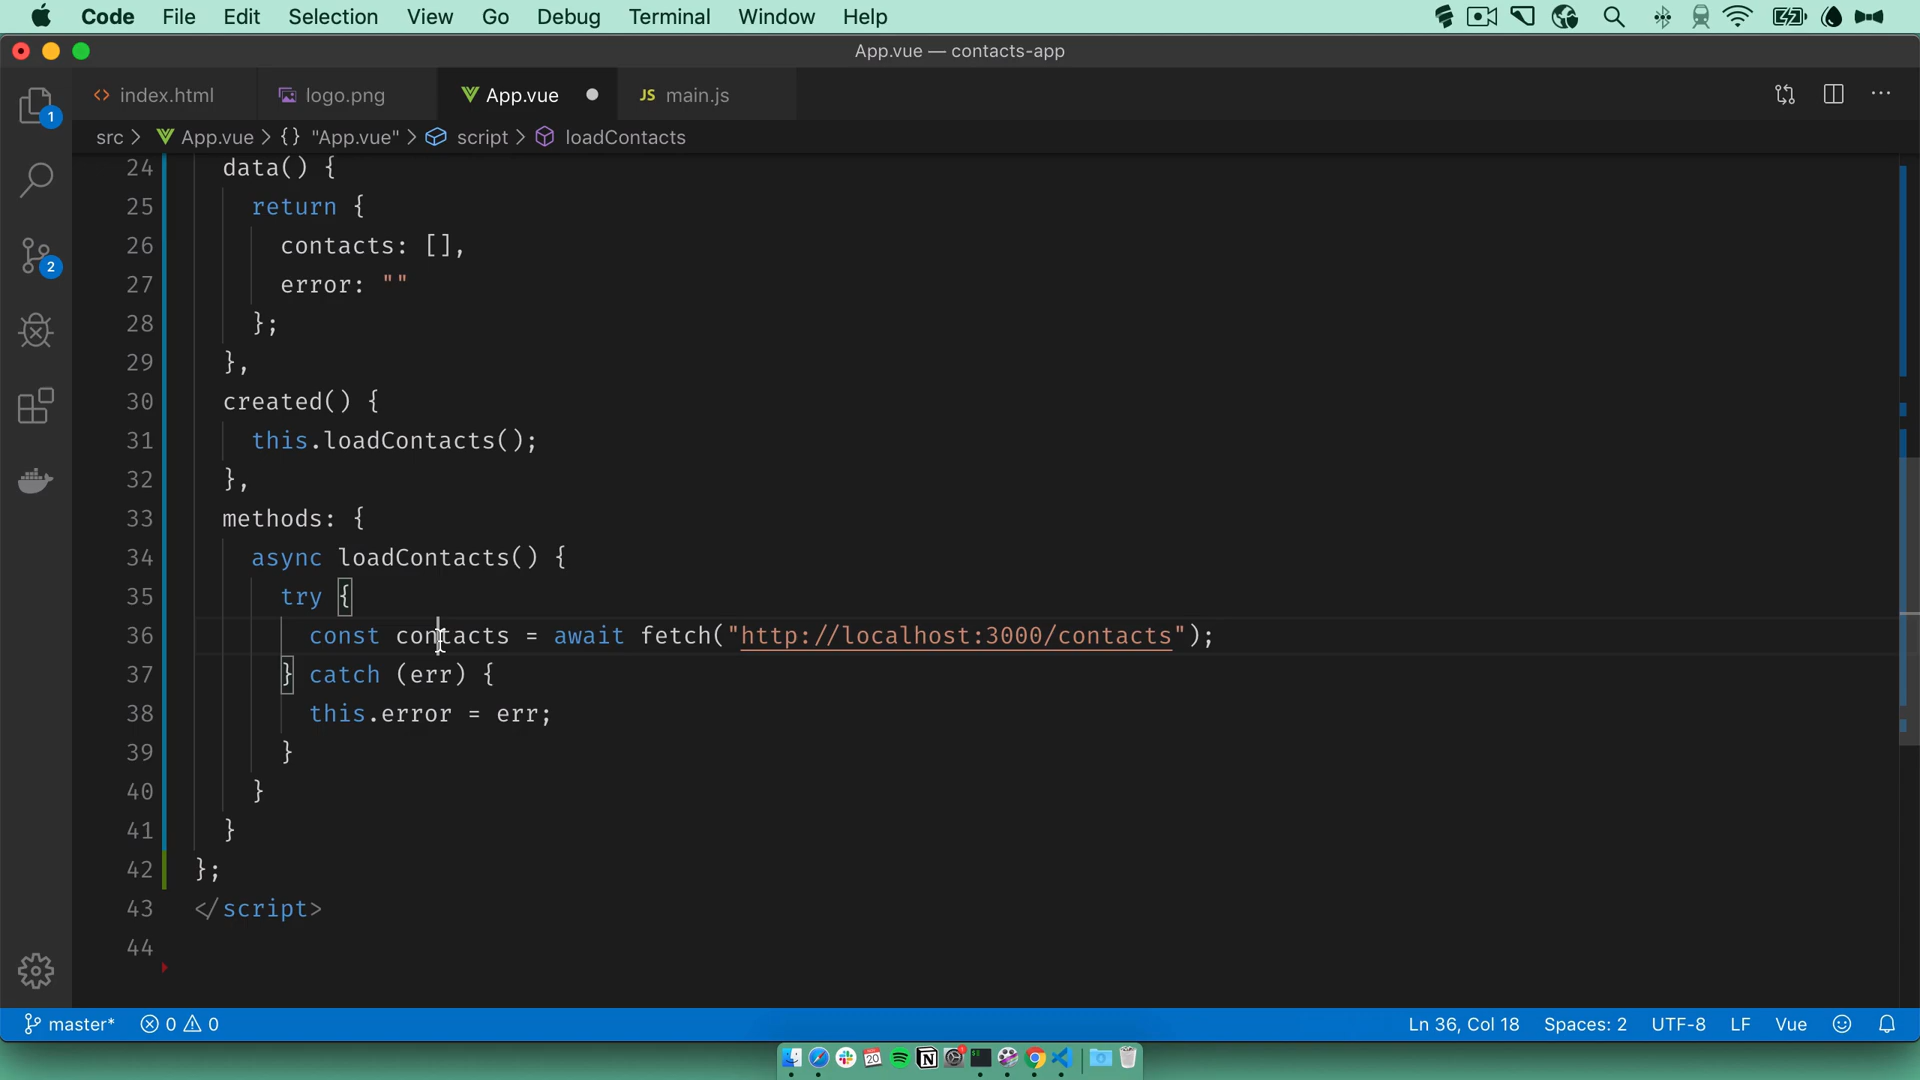 Code File Edit Selection View Go Debug Terminal Window Help
App.vue — contacts-app
index.html logo.png App.vue JS main.js
src > App.vue > {} "App.vue" > script > loadContacts
1
2
24 data() {
25 return {
26 contacts: [],
27 error: ""
28 };
29 },
30 created() {
31 this.loadContacts();
32 },
33 methods: {
34 async loadContacts() {
35 try {
36 const contacts = await fetch("http://localhost:3000/contacts");
37 } catch (err) {
38 this.error = err;
39 }
40 }
41 }
42 };
43 </script>
44
master* 0 0 Ln 36, Col 18 Spaces: 2 UTF-8 LF Vue
20